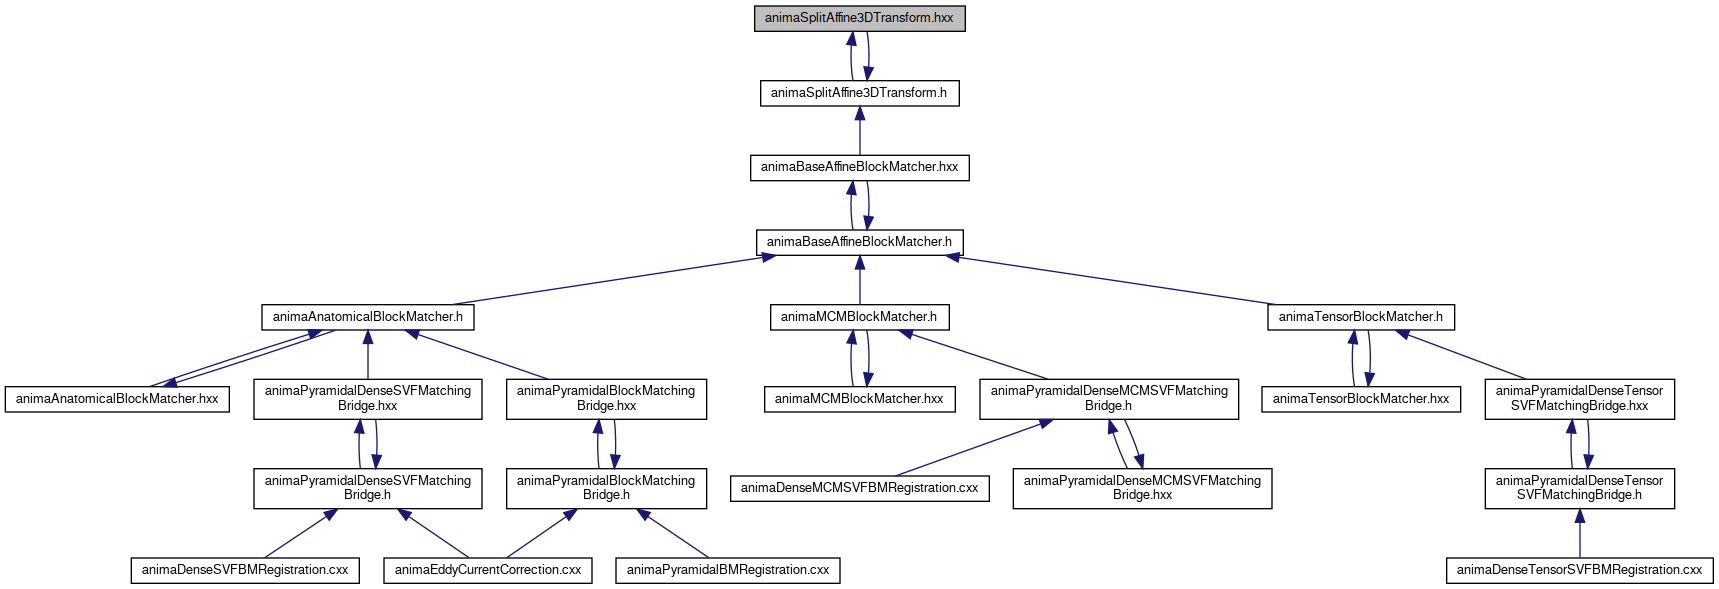 animaSplitAffine3DTransform.hxx
animaSplitAffine3DTransform.h
animaBaseAffineBlockMatcher.hxx
animaBaseAffineBlockMatcher.h
animaAnatomicalBlockMatcher.h
animaMCMBlockMatcher.h
animaTensorBlockMatcher.h
animaAnatomicalBlockMatcher.hxx
animaPyramidalDenseSVFMatching
Bridge.hxx
animaPyramidalBlockMatching
Bridge.hxx
animaMCMBlockMatcher.hxx
animaPyramidalDenseMCMSVFMatching
Bridge.h
animaTensorBlockMatcher.hxx
animaPyramidalDenseTensor
SVFMatchingBridge.hxx
animaPyramidalDenseSVFMatching
Bridge.h
animaPyramidalBlockMatching
Bridge.h
animaDenseMCMSVFBMRegistration.cxx
animaPyramidalDenseMCMSVFMatching
Bridge.hxx
animaPyramidalDenseTensor
SVFMatchingBridge.h
animaDenseSVFBMRegistration.cxx
animaEddyCurrentCorrection.cxx
animaPyramidalBMRegistration.cxx
animaDenseTensorSVFBMRegistration.cxx